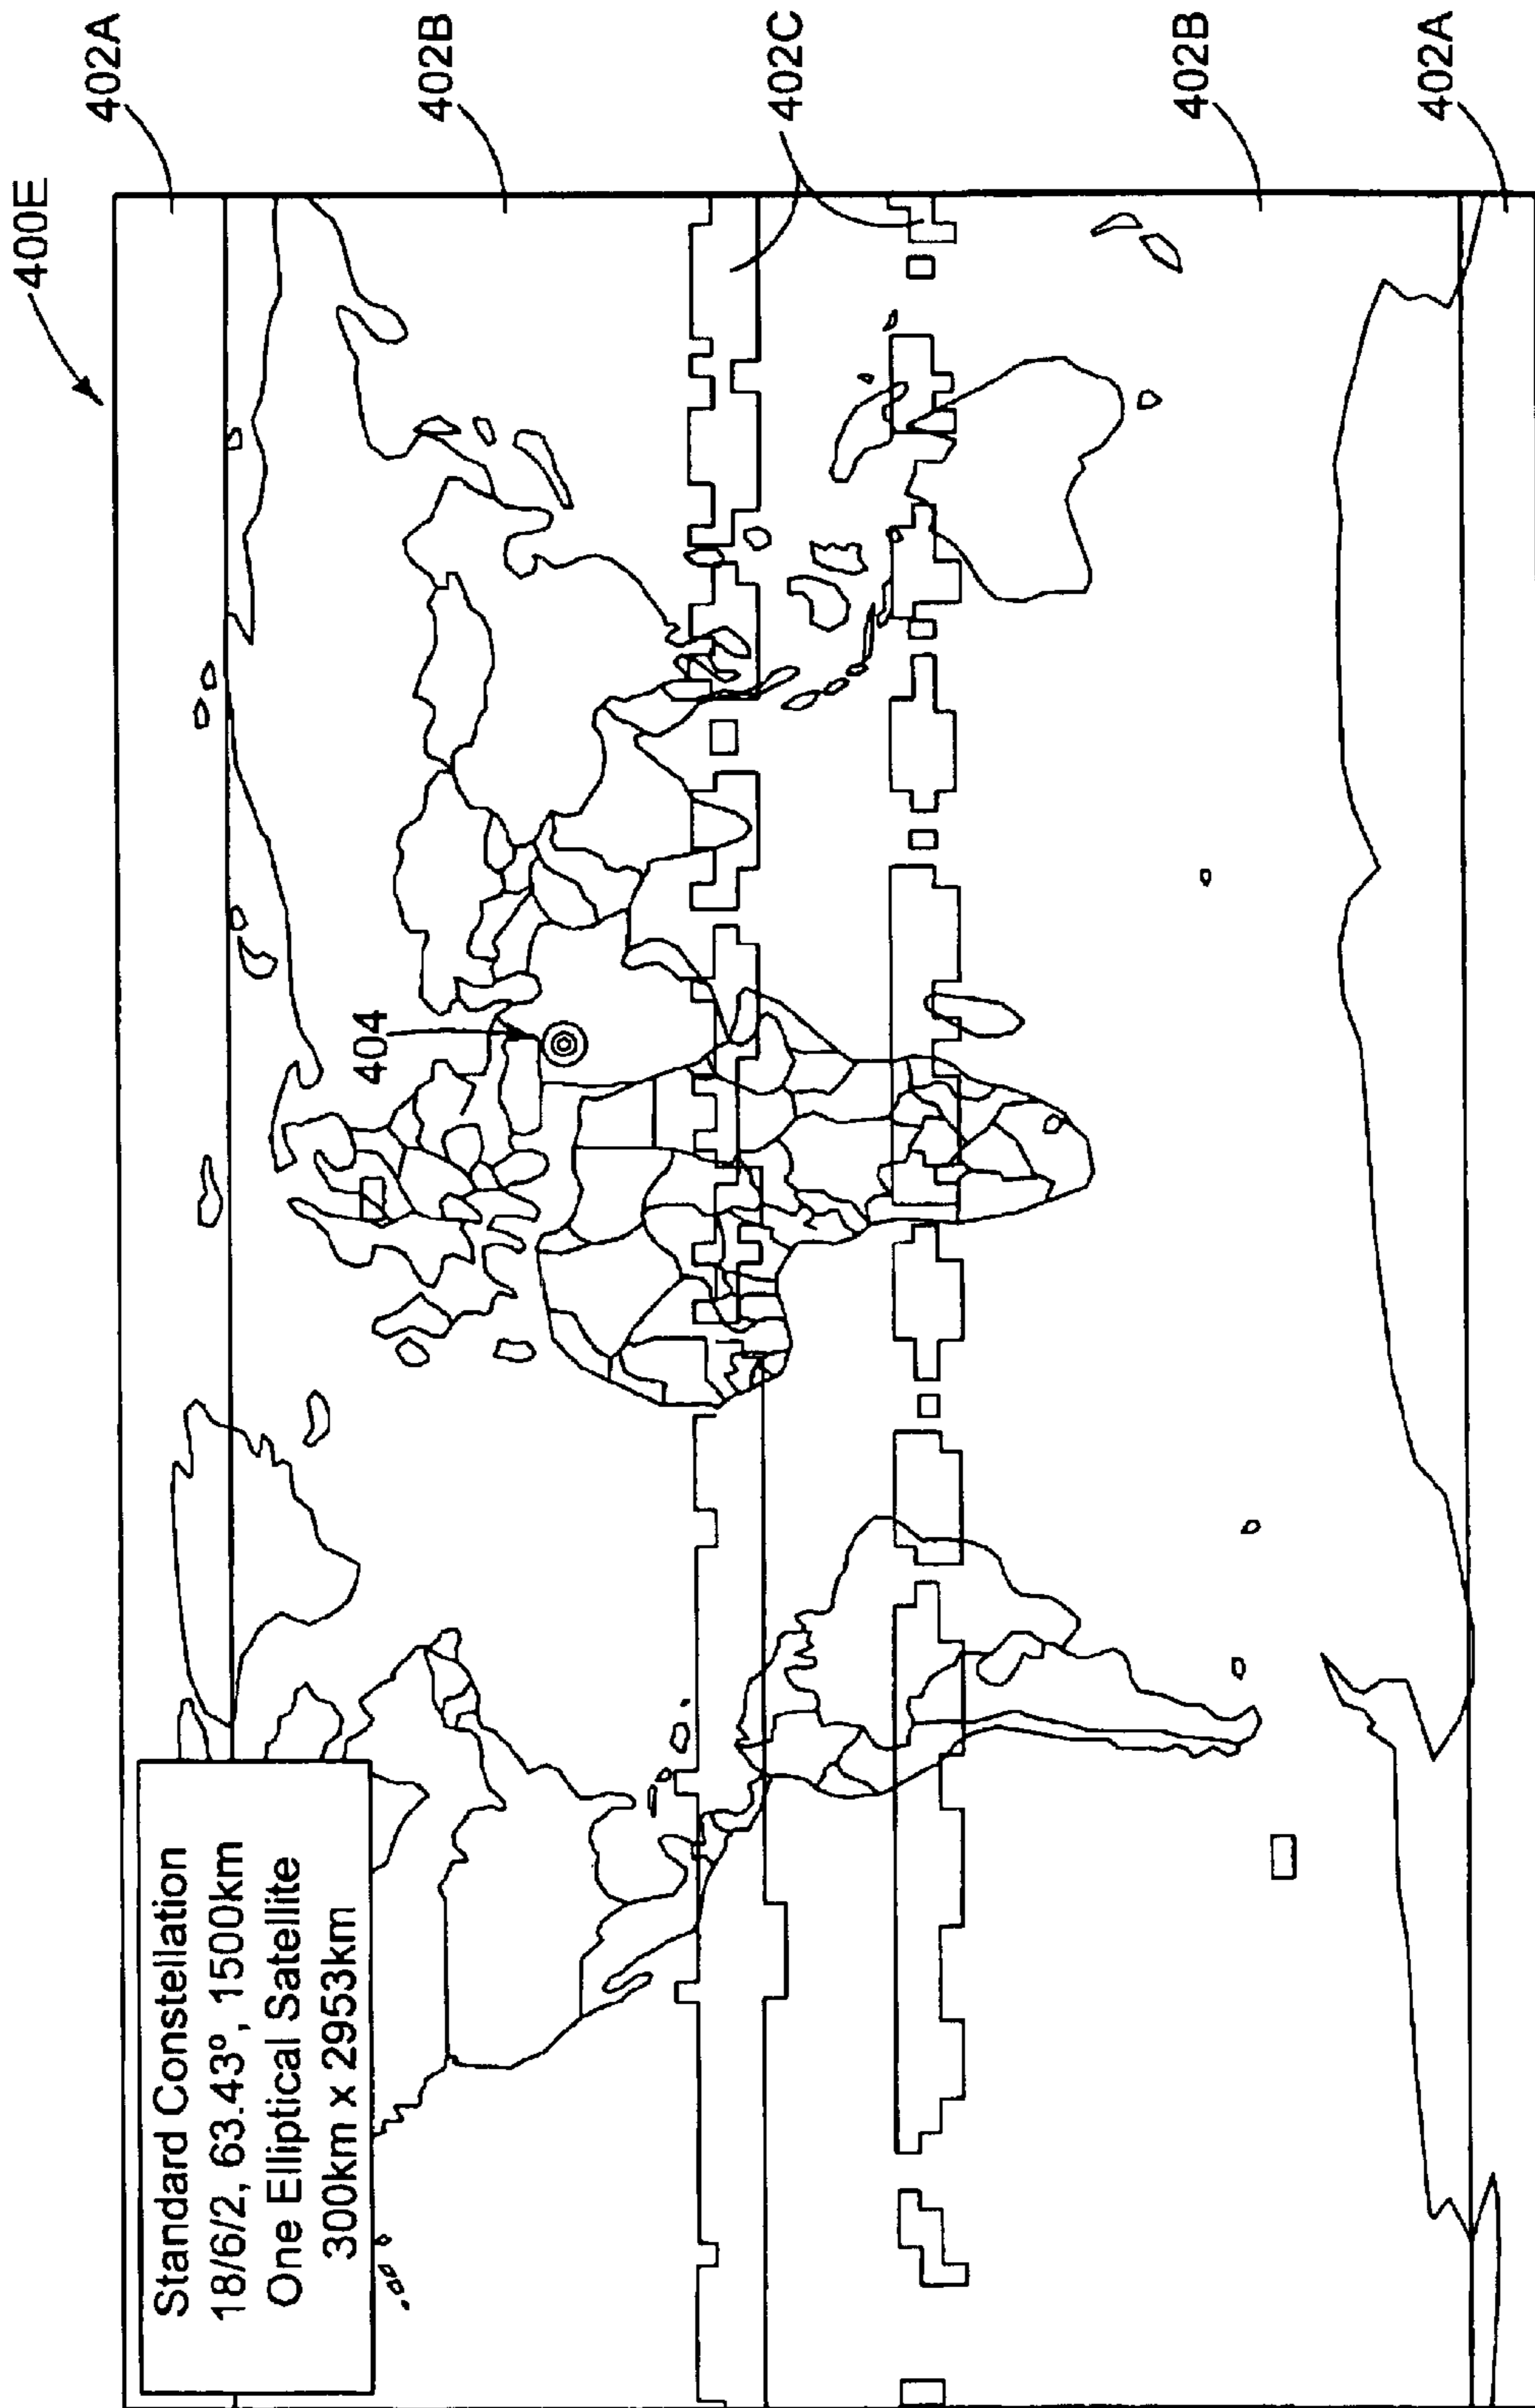 400E
402A
402B
402C
402B
402A
404
Standard Constellation
18/6/2, 63.43º, 1500km
One Elliptical Satellite
300km x 2953km